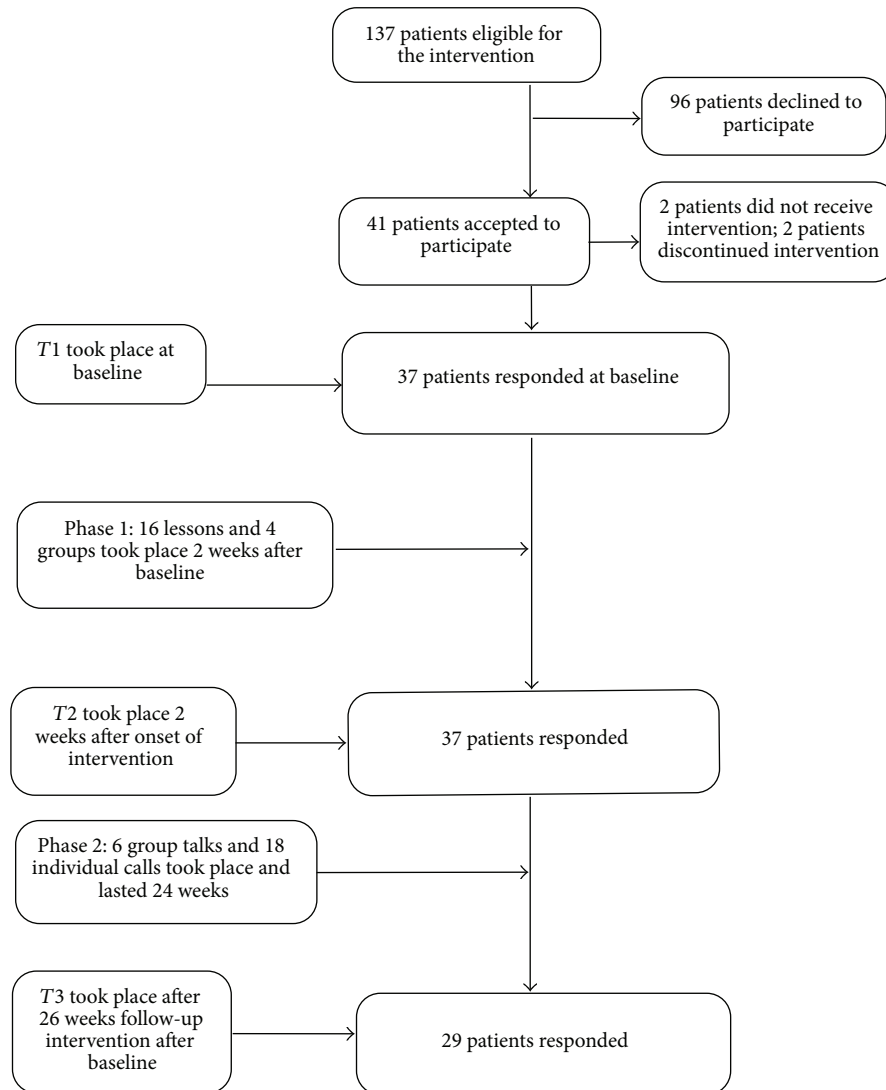 137 patients eligible for
the intervention
96 patients declined to
participate
41 patients accepted to
participate
2 patients did not receive
intervention; 2 patients
discontinued intervention
T1 took place at
baseline
37 patients responded at baseline
Phase 1: 16 lessons and 4
groups took place 2 weeks after
baseline
T2 took place 2
weeks after onset of
intervention
37 patients responded
Phase 2: 6 group talks and 18
individual calls took place and
lasted 24 weeks
T3 took place after
26 weeks follow-up
intervention after
baseline
29 patients responded